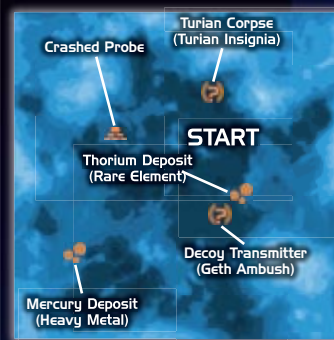 Turian Corpse
(Turian Insignia)
Crashed Probe
START
Thorium Deposit
(Rare Element)
Decoy Transmitter
(Geth Ambush)
Mercury Deposit
(Heavy Metal)